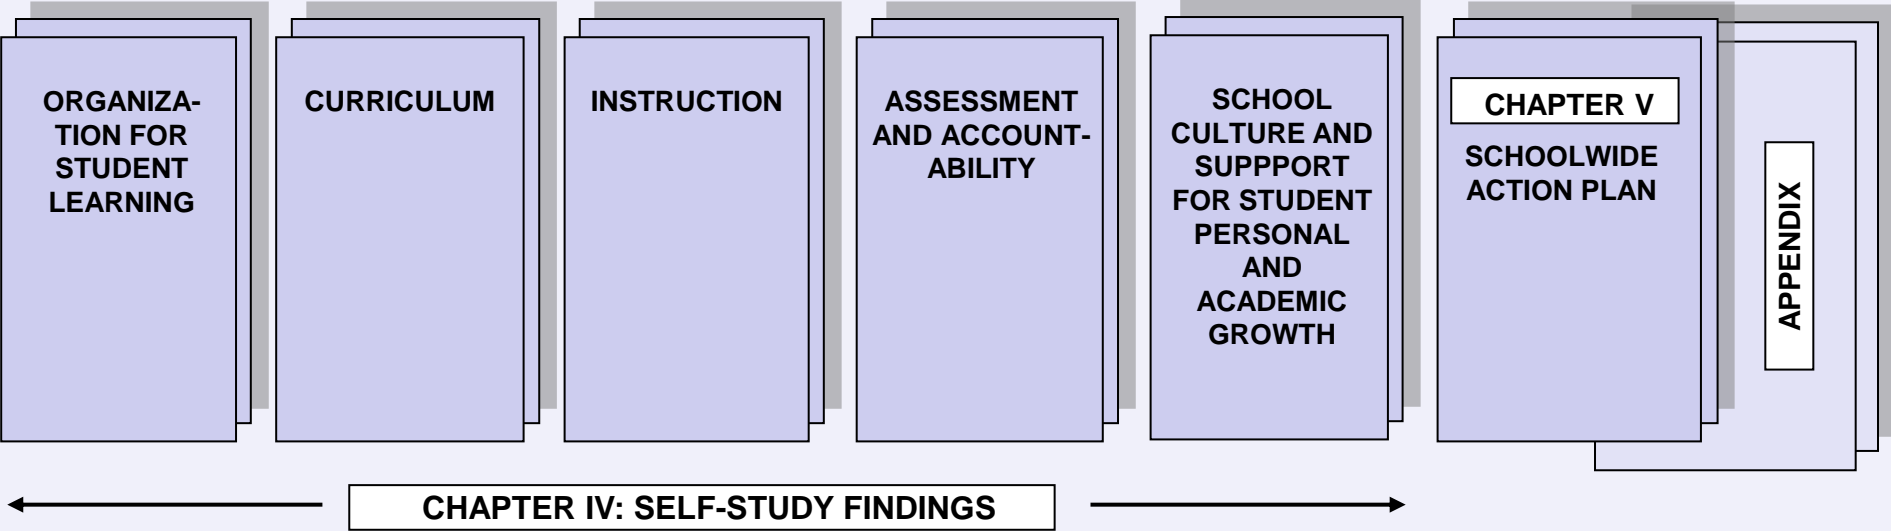 ORGANIZA-
TION FOR
STUDENT
LEARNING
CURRICULUM
INSTRUCTION
ASSESSMENT
AND ACCOUNT-
ABILITY
SCHOOL
CULTURE AND
SUPPPORT
FOR STUDENT
PERSONAL
AND
ACADEMIC
GROWTH
CHAPTER V
SCHOOLWIDE
ACTION PLAN
APPENDIX
CHAPTER IV: SELF-STUDY FINDINGS